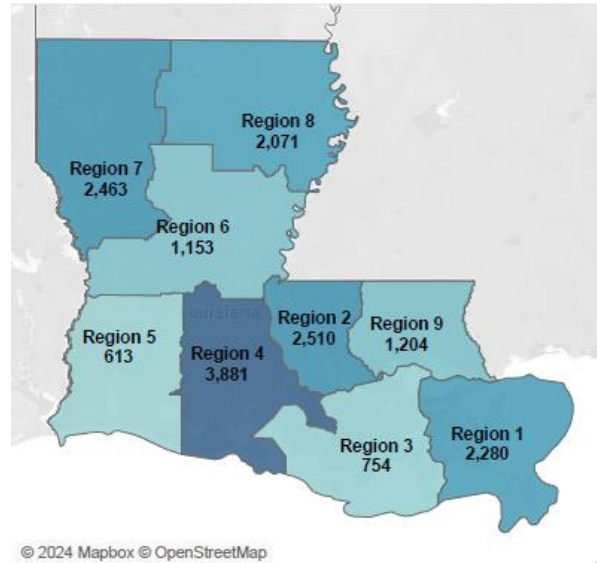 Region 8
2,071
Region 7
2,463
Region 6
1,153
Louisiana
Region 2
2,510
Region 9
1,204
Region 5
613
Region 4
3,881
Region 1
2,280
Region 3
754
© 2024 Mapbox © OpenStreetMap